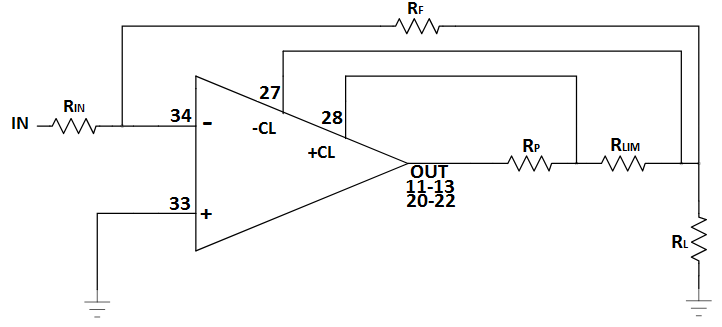 RF
27
RIN
34
-
28
IN
-CL
+CL
RP
RLIM
OUT
11-13
20-22
33
+
RL